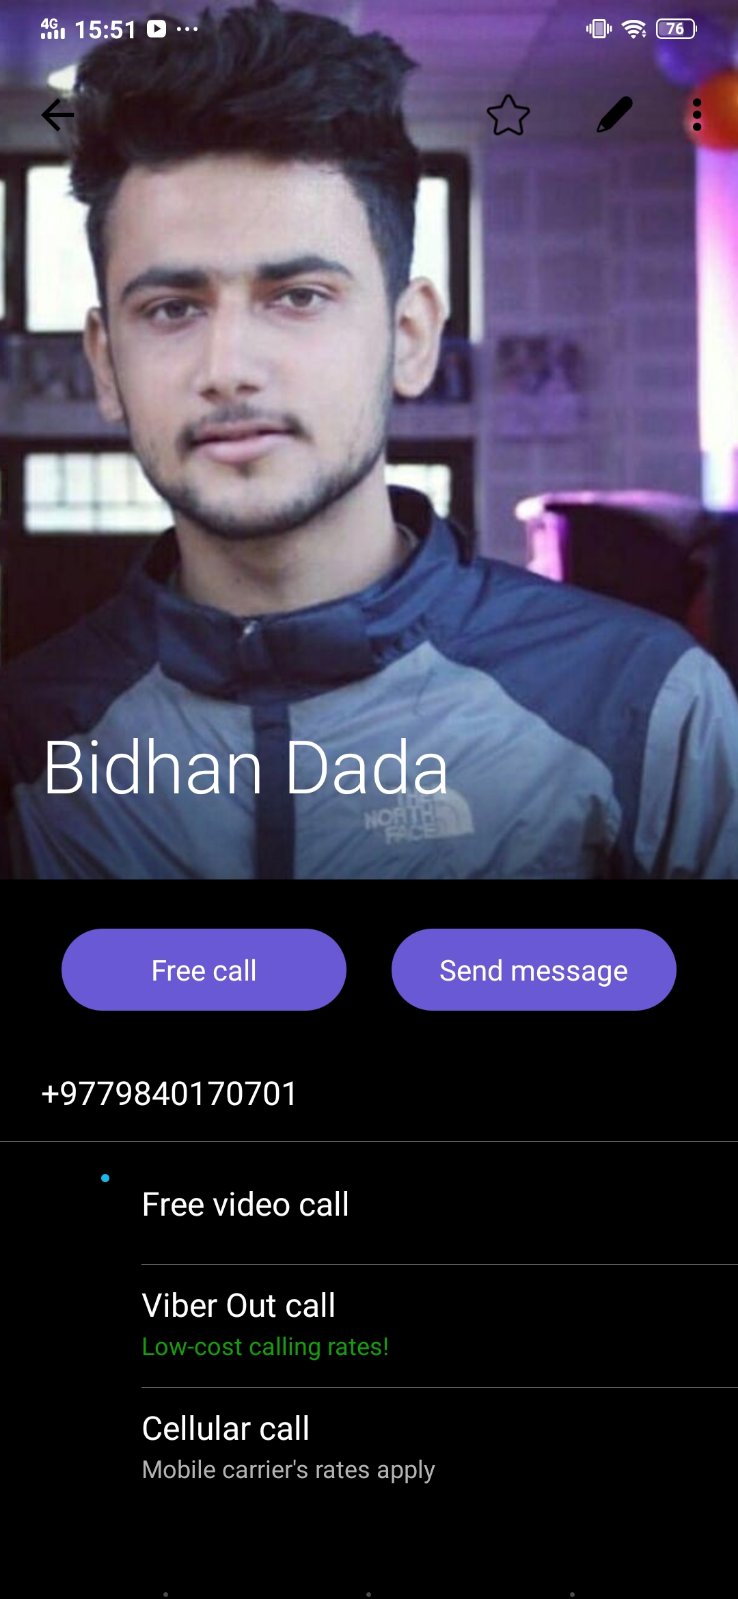 4G 15:51 76
Bidhan Dada
THE
NORTH
FACE
Free call
Send message
+9779840170701
Free video call
Viber Out call
Low-cost calling rates!
Cellular call
Mobile carrier's rates apply